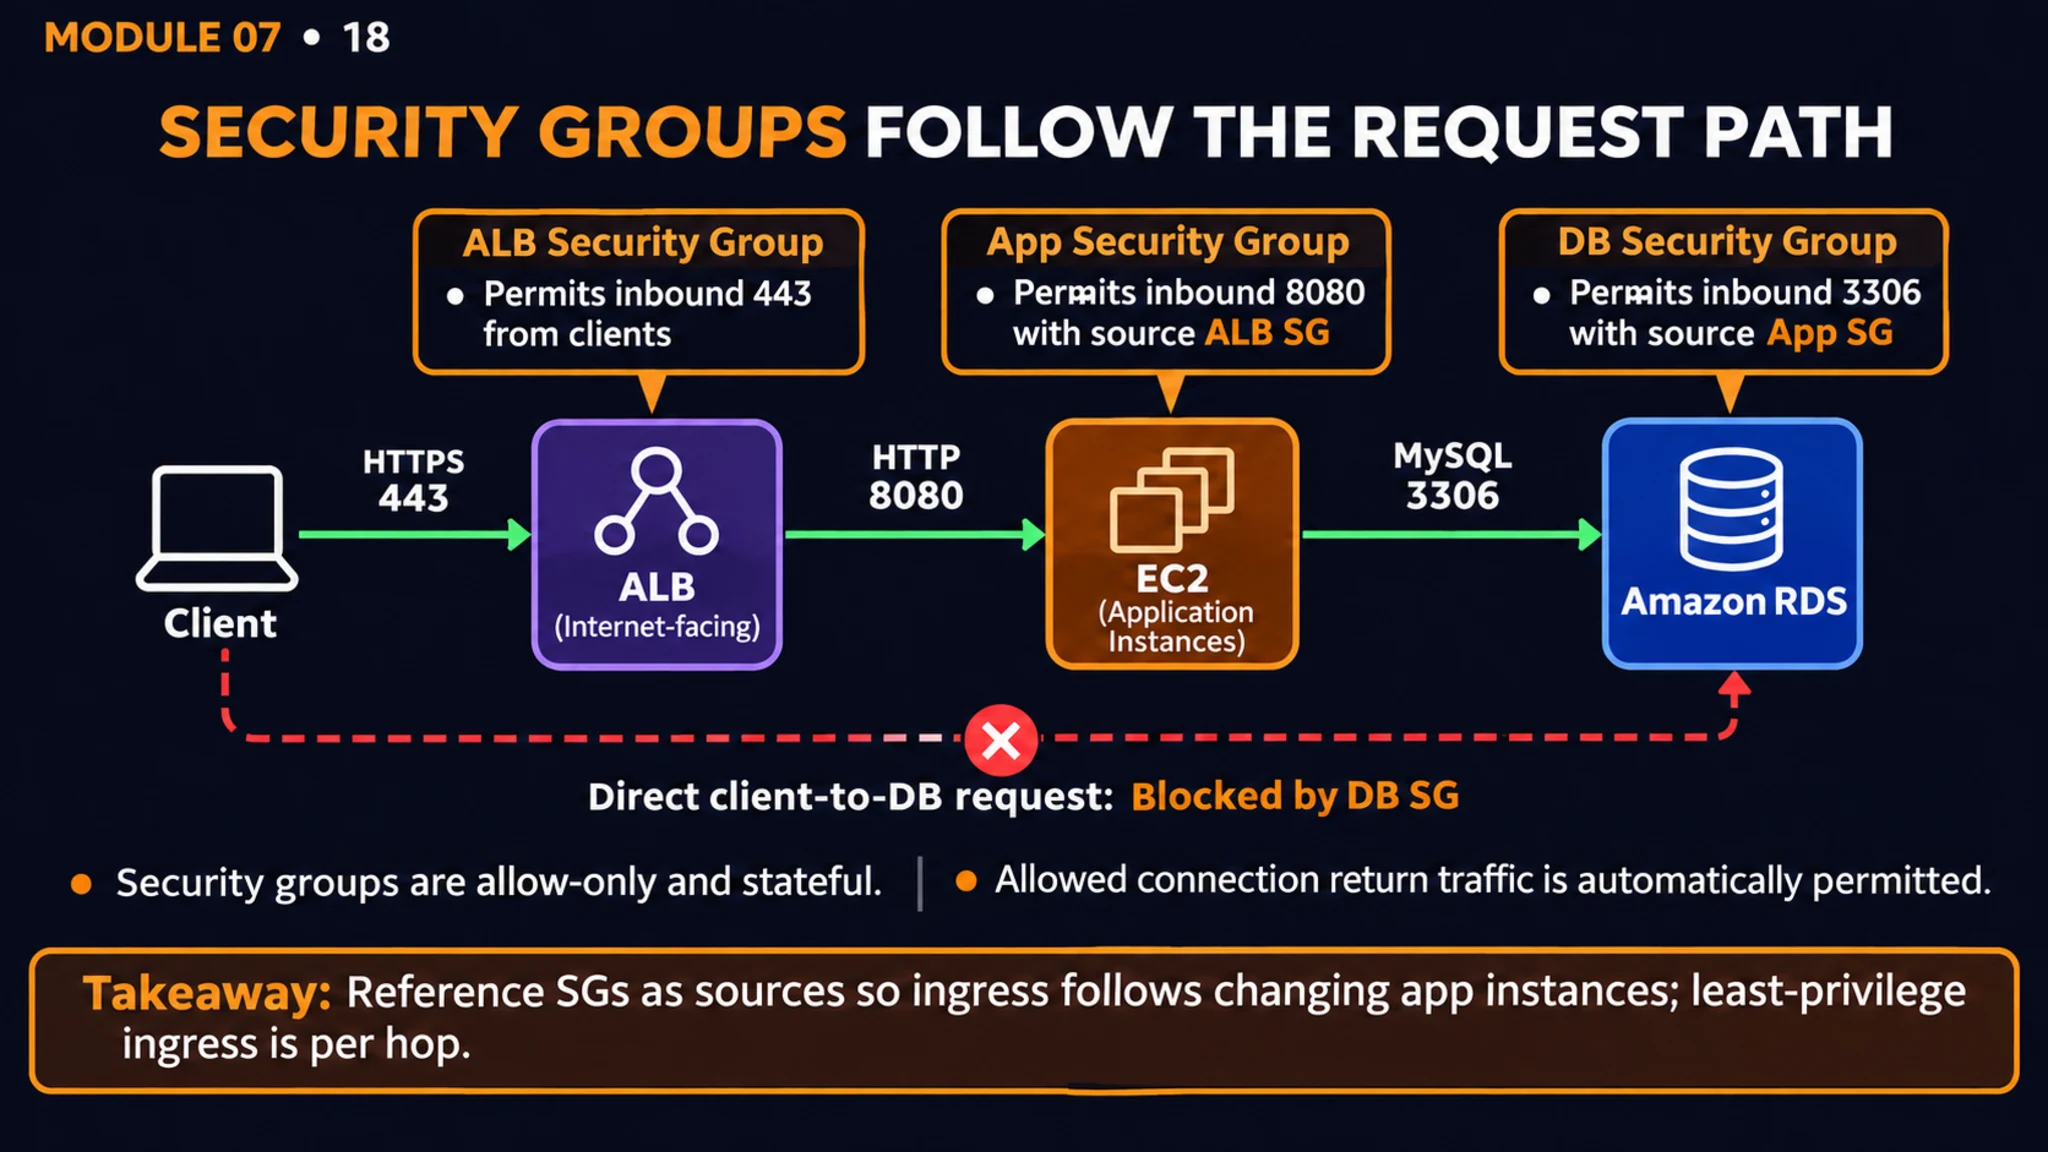 MODULE 07 • 18
SECURITY GROUPS FOLLOW THE REQUEST PATH
ALB Security Group
• Permits inbound 443
from clients
App Security Group
• Permits inbound 8080
with source ALB SG
DB Security Group
• Permits inbound 3306
with source App SG
HTTPS
443
HTTP
8080
MySQL
3306
Client
ALB
(Internet-facing)
EC2
(Application
Instances)
Amazon RDS
Direct client-to-DB request: Blocked by DB SG
• Security groups are allow-only and stateful.
• Allowed connection return traffic is automatically permitted.
Takeaway: Reference SGs as sources so ingress follows changing app instances; least-privilege
ingress is per hop.